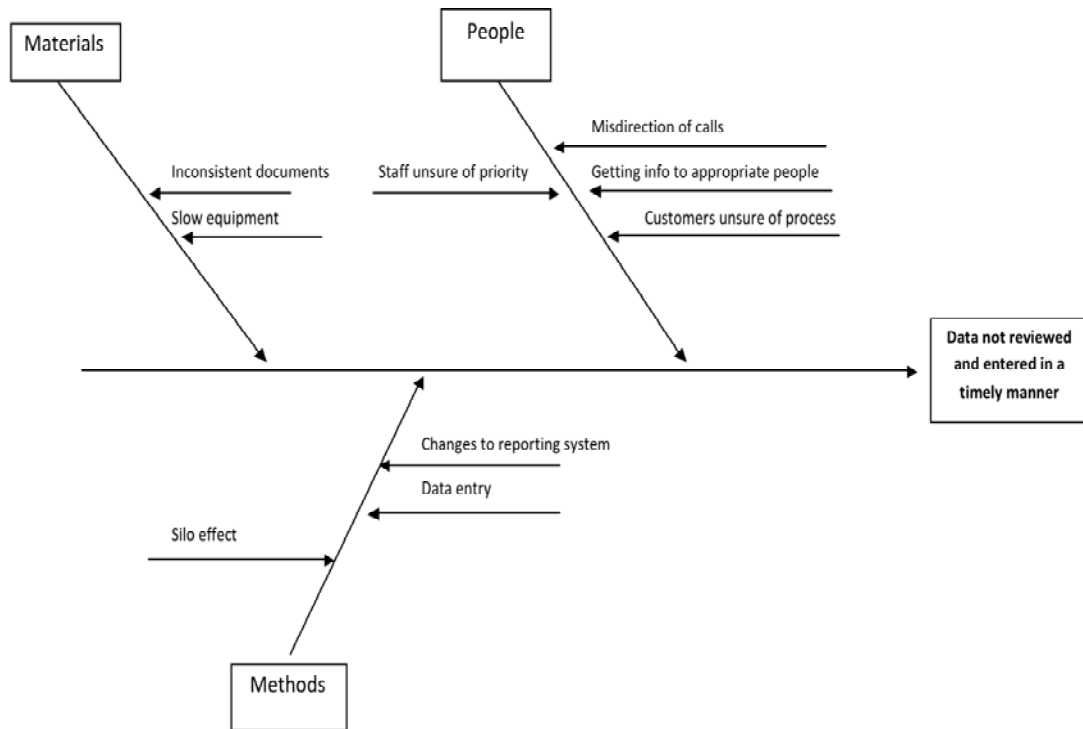 Materials
People
Misdirection of calls
Inconsistent documents
Staff unsure of priority
Getting info to appropriate people
Slow equipment
Customers unsure of process
Data not reviewed
and entered in a
timely manner
Changes to reporting system
Data entry
Silo effect
Methods